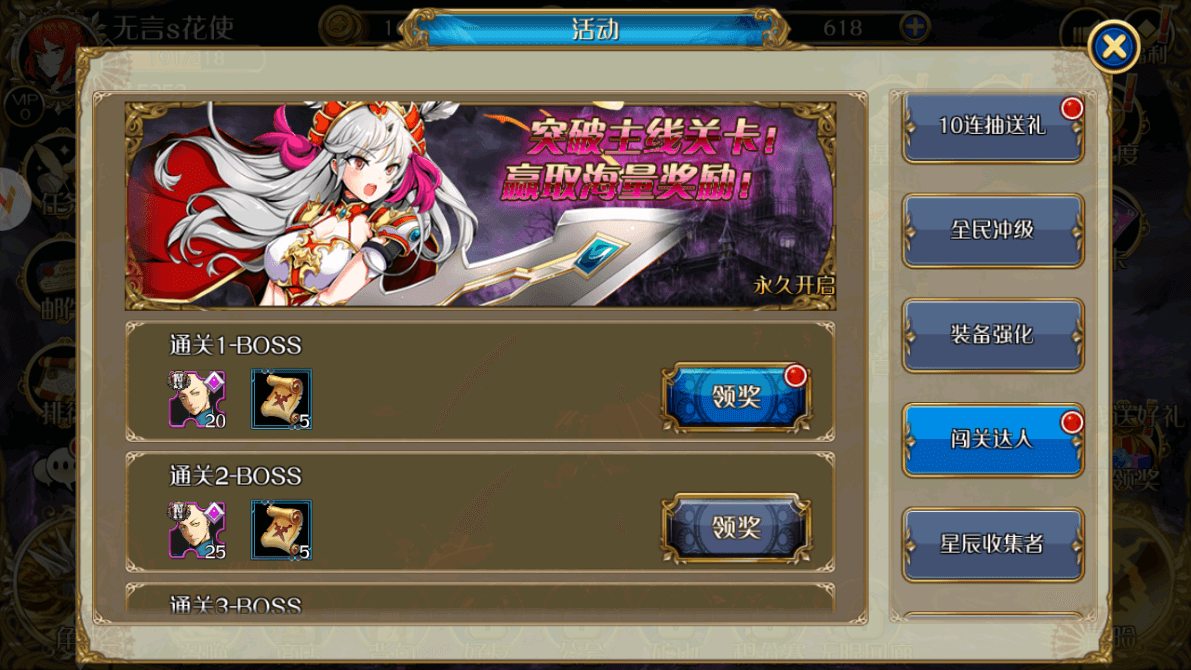 无言s花使
活动
618
VIP
0
突破主线关卡!
赢取海量奖励!
永久开启
通关1-BOSS
20
5
领奖
通关2-BOSS
25
5
领奖
通关3-BOSS
10连抽送礼
全民冲级
装备强化
闯关达人
星辰收集者